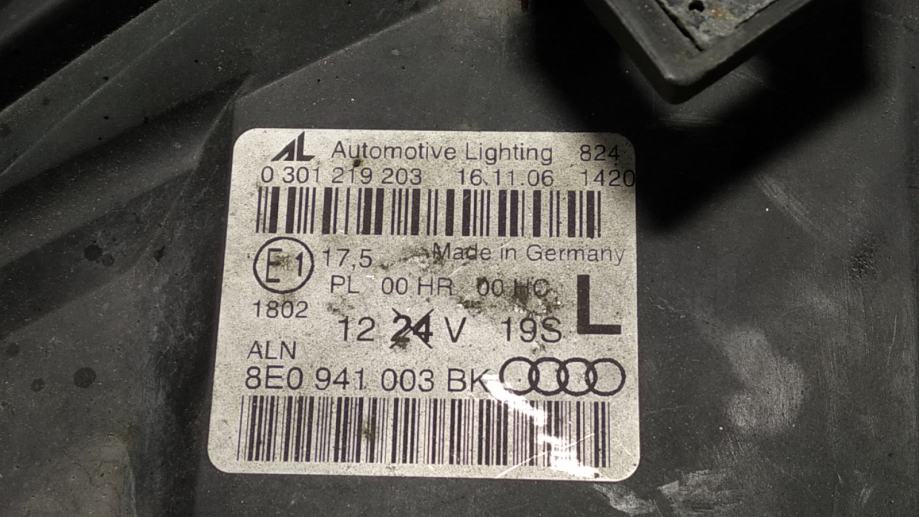 AL Automotive Lighting 824
0 301 219 203 16.11.06 1420
E1 17,5 Made in Germany
PL 00 HR 00 HC L
1802
12 24 V 19S
ALN
8E0 941 003 BK